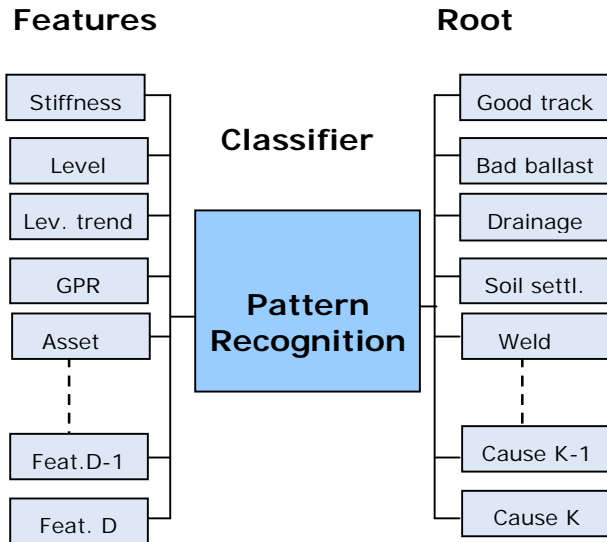 Features
Root
Classifier
Stiffness
Level
Lev. trend
GPR
Asset
Feat.D-1
Feat. D
Pattern
Recognition
Good track
Bad ballast
Drainage
Soil settl.
Weld
Cause K-1
Cause K